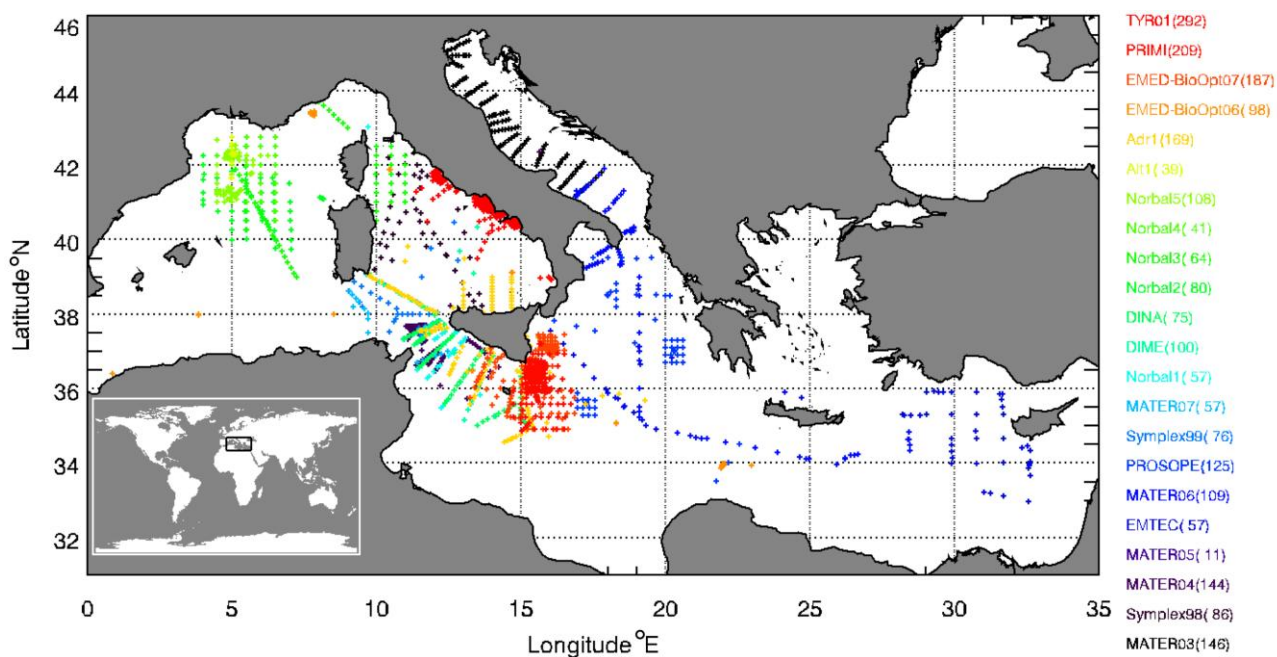 46
44
42
40
38
36
34
32
Latitude°N
0 5 10 15 20 25 30 35
Longitude°E
TYR01(292)
PRIMI(209)
EMED-BioOpt07(187)
EMED-BioOpt06( 98)
Adr1(169)
Alt1( 39)
Norbal5(108)
Norbal4( 41)
Norbal3( 64)
Norbal2( 80)
DINA( 75)
DIME(100)
Norbal1( 57)
MATER07( 57)
Symplex99( 76)
PROSOPE(125)
MATER06(109)
EMTEC( 57)
MATER05( 11)
MATER04(144)
Symplex98( 86)
MATER03(146)